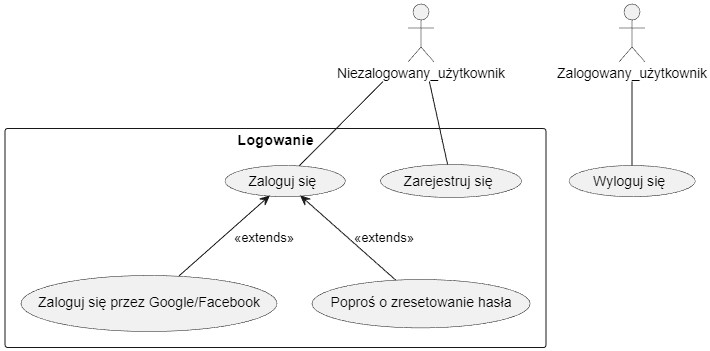 Niezalogowany_użytkownik
Zalogowany_użytkownik
Logowanie
Zaloguj się
Zarejestruj się
Wyloguj się
«extends»
«extends»
Zaloguj się przez Google/Facebook
Poproś o zresetowanie hasła